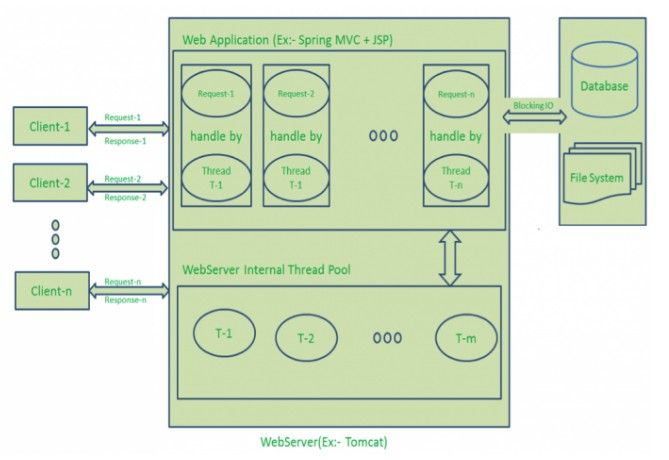 Web Application (Ex:- Spring MVC + JSP)
Request-1
handle by
Thread
T-1
Request-2
handle by
Thread
T-1
Request-n
handle by
Thread
T-n
Client-1
Request-1
Response-1
Client-2
Request-2
Response-2
Client-n
Request-n
Response-n
Blocking IO
Database
File System
WebServer Internal Thread Pool
T-1
T-2
T-m
WebServer(Ex:- Tomcat)